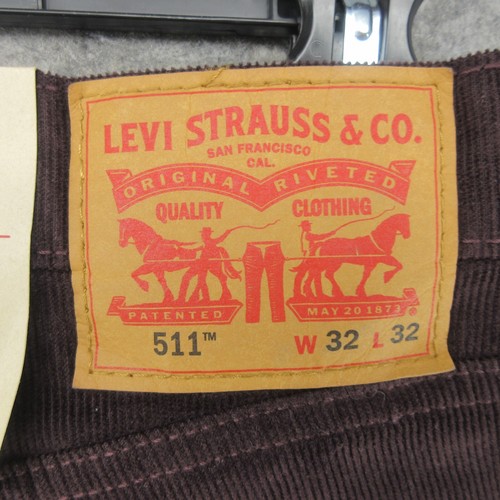 LEVI STRAUSS & CO.
SAN FRANCISCO
CAL.
ORIGINAL RIVETED
QUALITY CLOTHING
PATENTED MAY 20 1873
511™ W 32 L 32